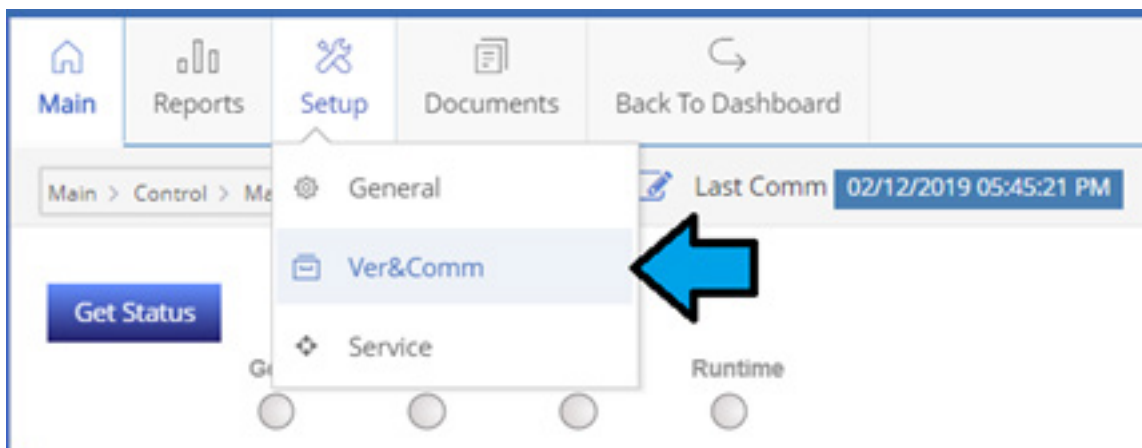 Main Reports Setup Documents Back To Dashboard
General
Main > Control > Ma
Last Comm 02/12/2019 05:45:21 PM
Ver&Comm
Get Status
Service
Runtime